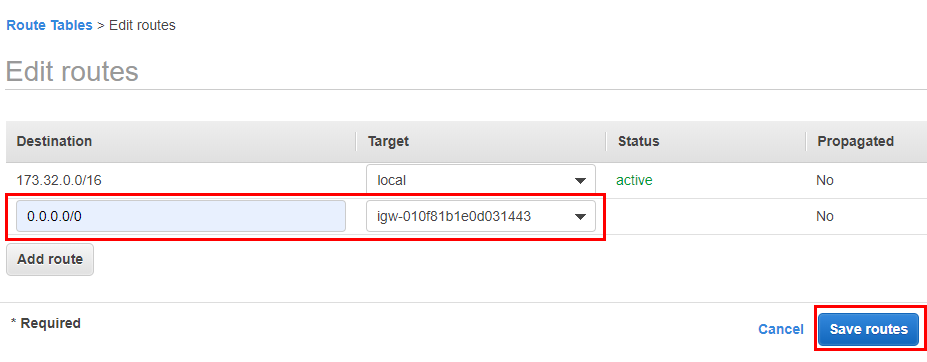 Route Tables > Edit routes
Edit routes
Destination Target Status Propagated
173.32.0.0/16 local active No
0.0.0.0/0 igw-010f81b1e0d031443 No
Add route
* Required
Cancel Save routes